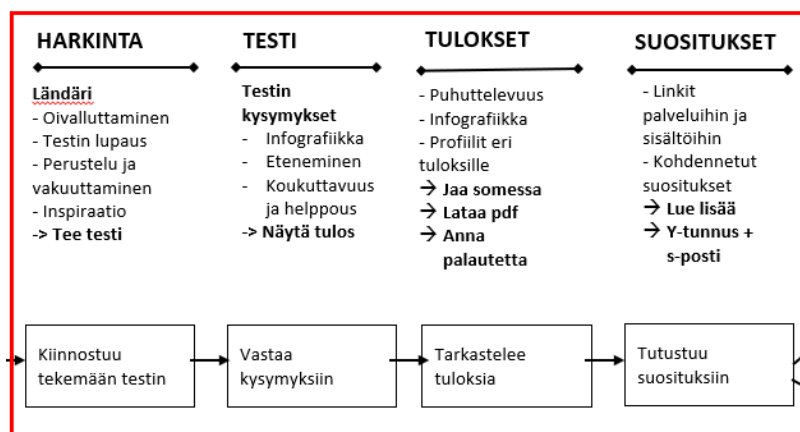 HARKINTA
Ländäri
- Oivalluttaminen
- Testin lupaus
- Perustelu ja
vakuuttaminen
- Inspiraatio
-> Tee testi
TESTI
Testin
kysymykset
- Infografiikka
- Eteneminen
- Koukuttavuus
ja helppous
-> Näytä tulos
TULOKSET
- Puhuttelevuus
- Infografiikka
- Profiilit eri
tuloksille
→ Jaa somessa
→ Lataa pdf
→ Anna
palautetta
SUOSITUKSET
- Linkit
palveluihin ja
sisältöihin
- Kohdennetut
suositukset
→ Lue lisää
→ Y-tunnus +
s-posti
Kiinnostuu
tekemään testin
Vastaa
kysymyksiin
Tarkastelee
tuloksia
Tutustuu
suosituksiin